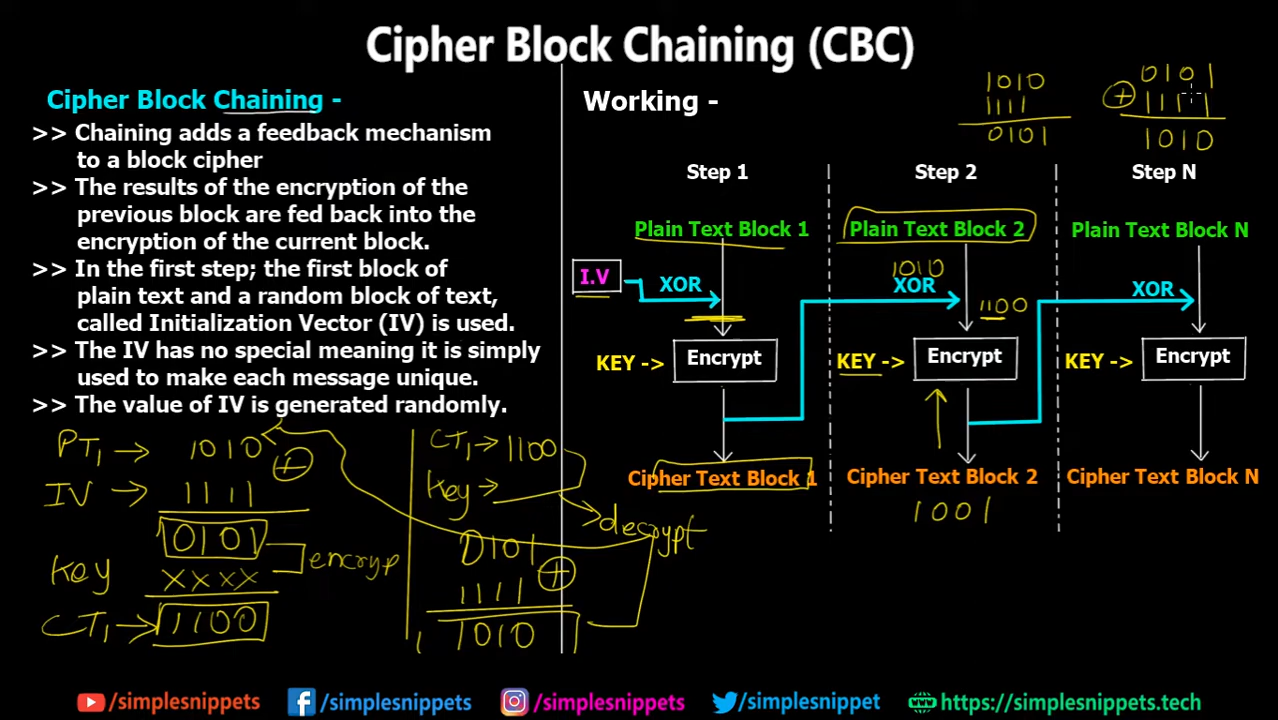 Cipher Block Chaining (CBC)
Cipher Block Chaining -
>> Chaining adds a feedback mechanism
to a block cipher
>> The results of the encryption of the
previous block are fed back into the
encryption of the current block.
>> In the first step; the first block of
plain text and a random block of text,
called Initialization Vector (IV) is used.
>> The IV has no special meaning it is simply
used to make each message unique.
>> The value of IV is generated randomly.
PT1 → 1010
IV → 1111 ⊕
0101
Key XXXX
encryp
CT1 → 1100
CT1 → 1100
Key →
decrypt
0101
1111 ⊕
1010
Working -
1010
1111
0101
0101
⊕ 1111
1010
Step 1
Step 2
Step N
Plain Text Block 1
Plain Text Block 2
Plain Text Block N
I.V
XOR
1010
XOR
1100
XOR
KEY ->
Encrypt
KEY ->
Encrypt
KEY ->
Encrypt
Cipher Text Block 1
Cipher Text Block 2
Cipher Text Block N
1001
/simplesnippets
/simplesnippets
/simplesnippets
/simplesnippets
https://simplesnippets.tech